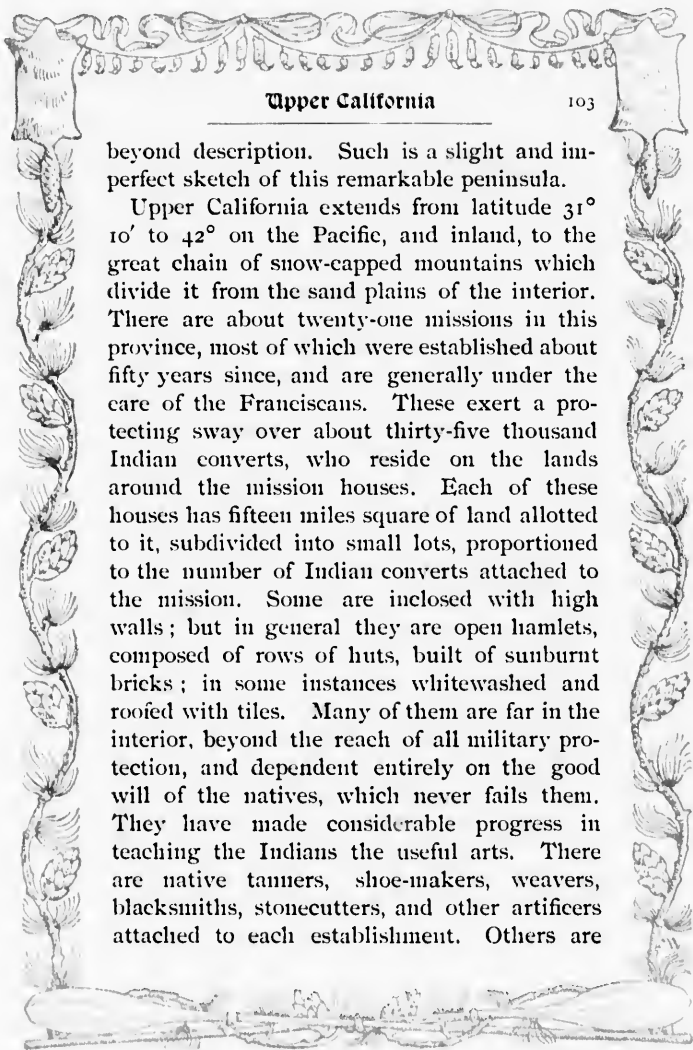 Upper California 103
beyond description. Such is a slight and im-
perfect sketch of this remarkable peninsula.
Upper California extends from latitude 31°
10′ to 42° on the Pacific, and inland, to the
great chain of snow-capped mountains which
divide it from the sand plains of the interior.
There are about twenty-one missions in this
province, most of which were established about
fifty years since, and are generally under the
care of the Franciscans. These exert a pro-
tecting sway over about thirty-five thousand
Indian converts, who reside on the lands
around the mission houses. Each of these
houses has fifteen miles square of land allotted
to it, subdivided into small lots, proportioned
to the number of Indian converts attached to
the mission. Some are inclosed with high
walls; but in general they are open hamlets,
composed of rows of huts, built of sunburnt
bricks; in some instances whitewashed and
roofed with tiles. Many of them are far in the
interior, beyond the reach of all military pro-
tection, and dependent entirely on the good
will of the natives, which never fails them.
They have made considerable progress in
teaching the Indians the useful arts. There
are native tanners, shoe-makers, weavers,
blacksmiths, stonecutters, and other artificers
attached to each establishment. Others are